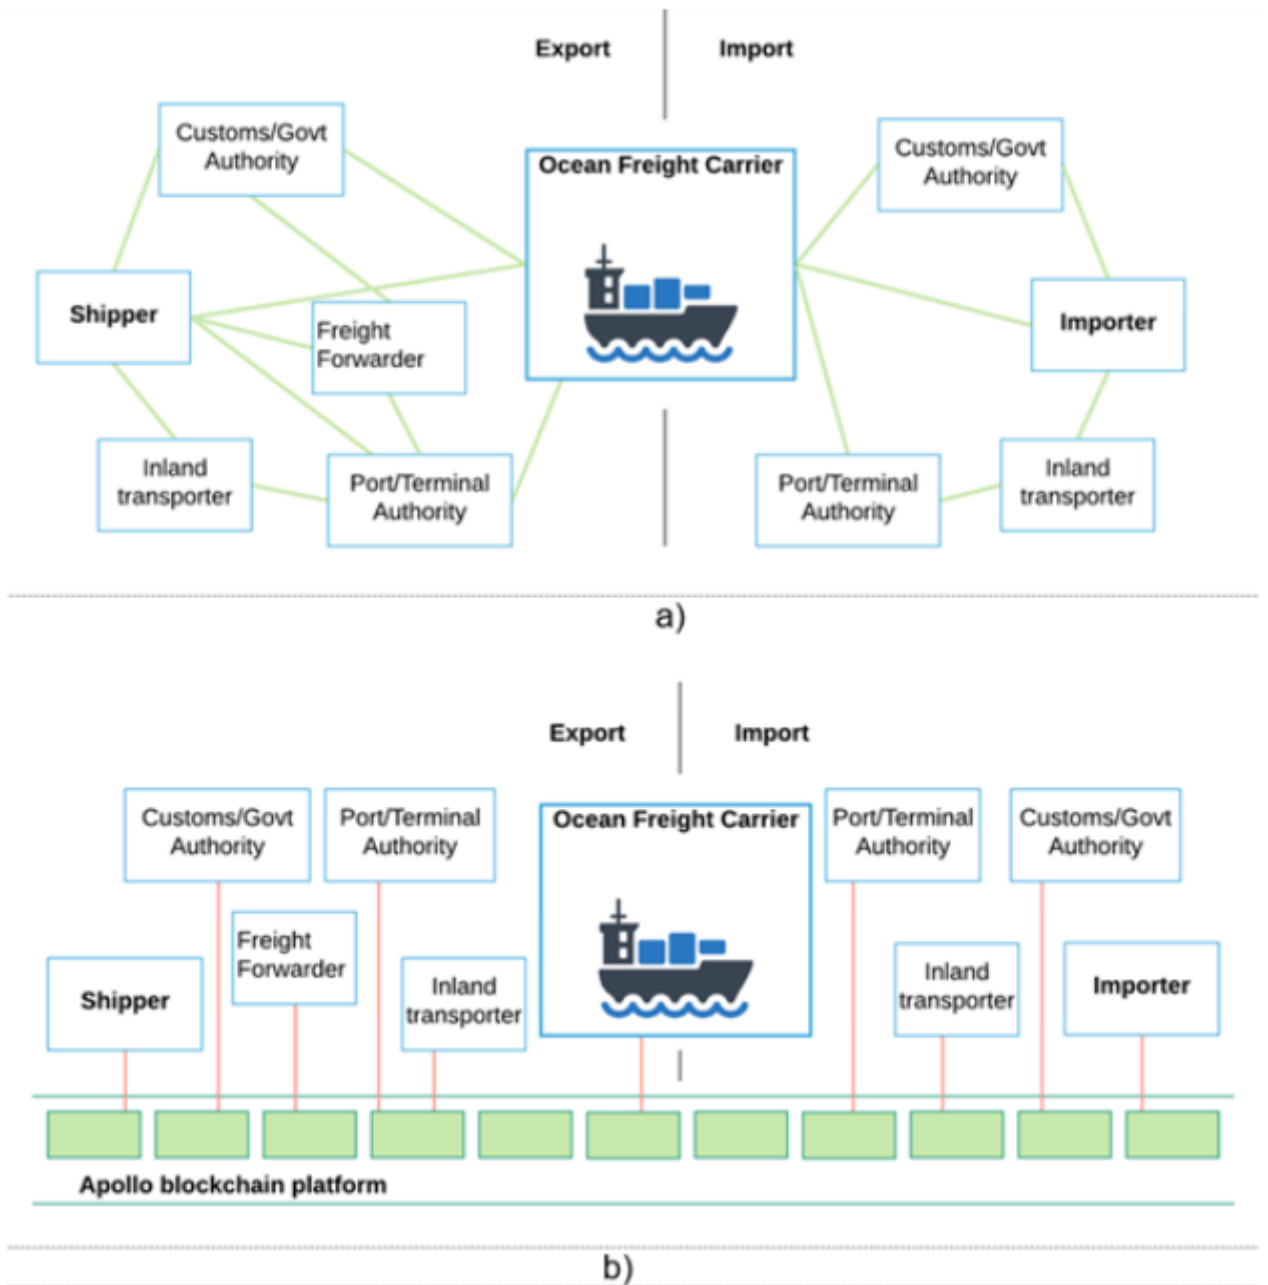 Export
Import
Customs/Govt
Authority
Ocean Freight Carrier
Customs/Govt
Authority
Shipper
Freight
Forwarder
Importer
Inland
transporter
Port/Terminal
Authority
Port/Terminal
Authority
Inland
transporter
a)
Export
Import
Customs/Govt
Authority
Port/Terminal
Authority
Ocean Freight Carrier
Port/Terminal
Authority
Customs/Govt
Authority
Freight
Forwarder
Shipper
Inland
transporter
Inland
transporter
Importer
Apollo blockchain platform
b)